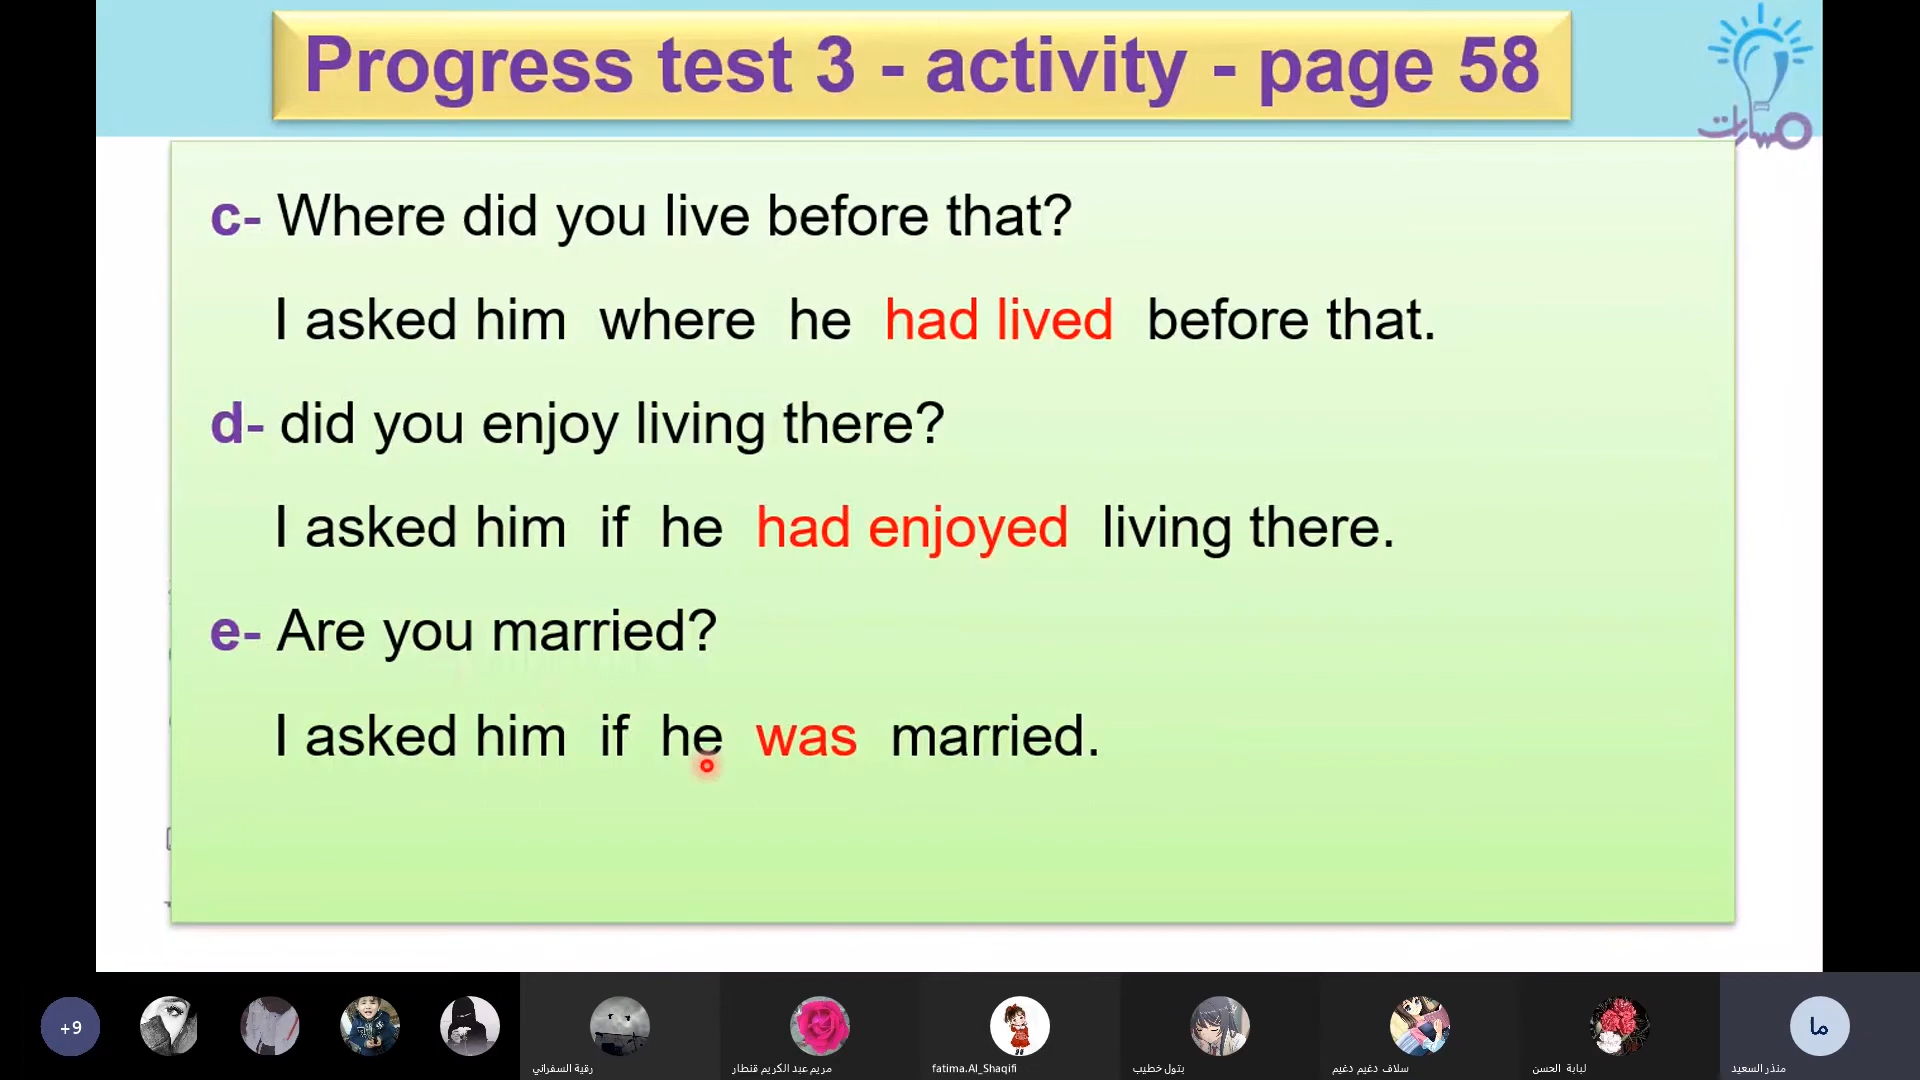 Progress test 3 - activity - page 58
مسارات
c- Where did you live before that?
I asked him where he had lived before that.
d- did you enjoy living there?
I asked him if he had enjoyed living there.
e- Are you married?
I asked him if he was married.
+9
رقية السفراني
مريم عبد الكريم قنطار
fatima.Al_Shaqifi
بتول خطيب
سلاف دغيم دغيم
لبابة الحسن
ما
منذر السعيد